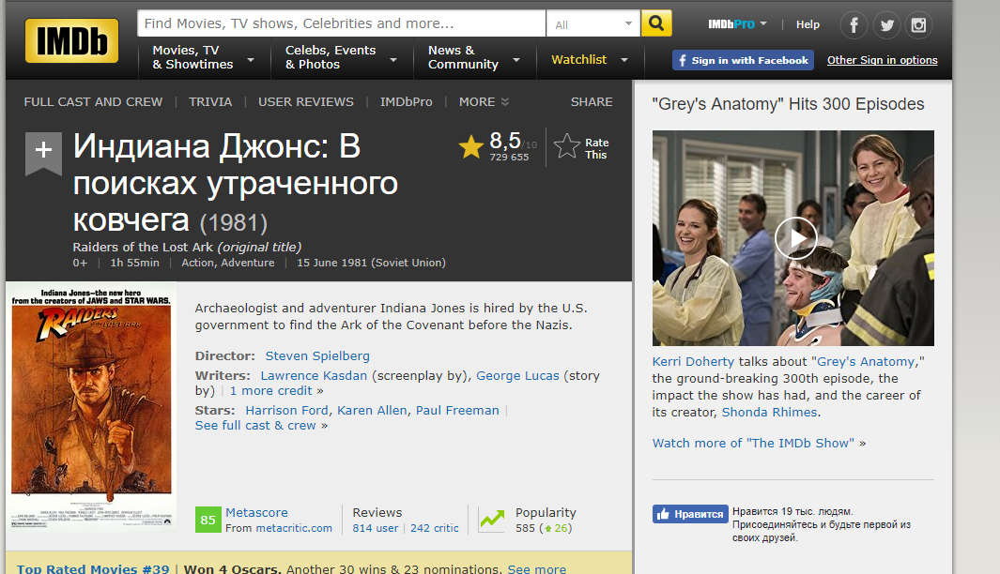 IMDb
Find Movies, TV shows, Celebrities and more...
All
IMDbPro
Help
Movies, TV
& Showtimes
Celebs, Events
& Photos
News &
Community
Watchlist
f Sign in with Facebook
Other Sign in options
FULL CAST AND CREW | TRIVIA | USER REVIEWS | IMDbPro | MORE
SHARE
Индиана Джонс: В
поисках утраченного
ковчега (1981)
8,5/10
729 655
Rate
This
Raiders of the Lost Ark (original title)
0+ | 1h 55min | Action, Adventure | 15 June 1981 (Soviet Union)
Indiana Jones—the new hero
from the creators of JAWS and STAR WARS.
RAIDERS
OF THE LOST ARK
Archaeologist and adventurer Indiana Jones is hired by the U.S.
government to find the Ark of the Covenant before the Nazis.
Director: Steven Spielberg
Writers: Lawrence Kasdan (screenplay by), George Lucas (story
by) | 1 more credit »
Stars: Harrison Ford, Karen Allen, Paul Freeman |
See full cast & crew »
85
Metascore
From metacritic.com
Reviews
814 user | 242 critic
Popularity
585 (26)
Top Rated Movies #39 | Won 4 Oscars. Another 30 wins & 23 nominations. See more
"Grey's Anatomy" Hits 300 Episodes
Kerri Doherty talks about "Grey's Anatomy,"
the ground-breaking 300th episode, the
impact the show has had, and the career of
its creator, Shonda Rhimes.
Watch more of "The IMDb Show" »
Нравится
Нравится 19 тыс. людям.
Присоединяйтесь и будьте первой из
своих друзей.